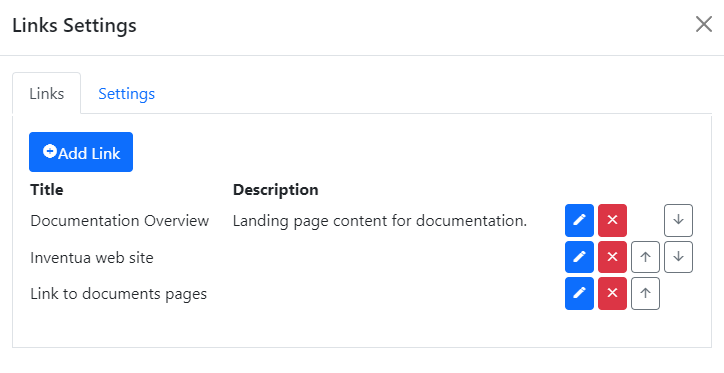 Links Settings
Links Settings
Add Link
Title Description
Documentation Overview Landing page content for documentation.
Inventua web site
Link to documents pages